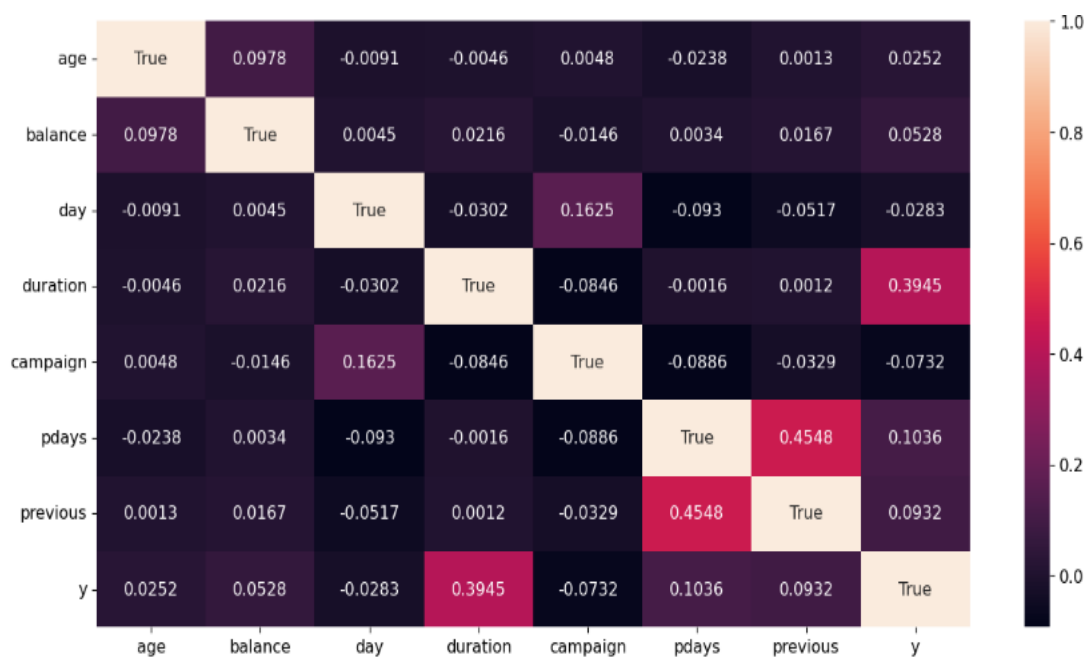 age True 0.0978 -0.0091 -0.0046 0.0048 -0.0238 0.0013 0.0252
balance 0.0978 True 0.0045 0.0216 -0.0146 0.0034 0.0167 0.0528
day -0.0091 0.0045 True -0.0302 0.1625 -0.093 -0.0517 -0.0283
duration -0.0046 0.0216 -0.0302 True -0.0846 -0.0016 0.0012 0.3945
campaign 0.0048 -0.0146 0.1625 -0.0846 True -0.0886 -0.0329 -0.0732
pdays -0.0238 0.0034 -0.093 -0.0016 -0.0886 True 0.4548 0.1036
previous 0.0013 0.0167 -0.0517 0.0012 -0.0329 0.4548 True 0.0932
y 0.0252 0.0528 -0.0283 0.3945 -0.0732 0.1036 0.0932 True
age balance day duration campaign pdays previous y
1.0
0.8
0.6
0.4
0.2
0.0